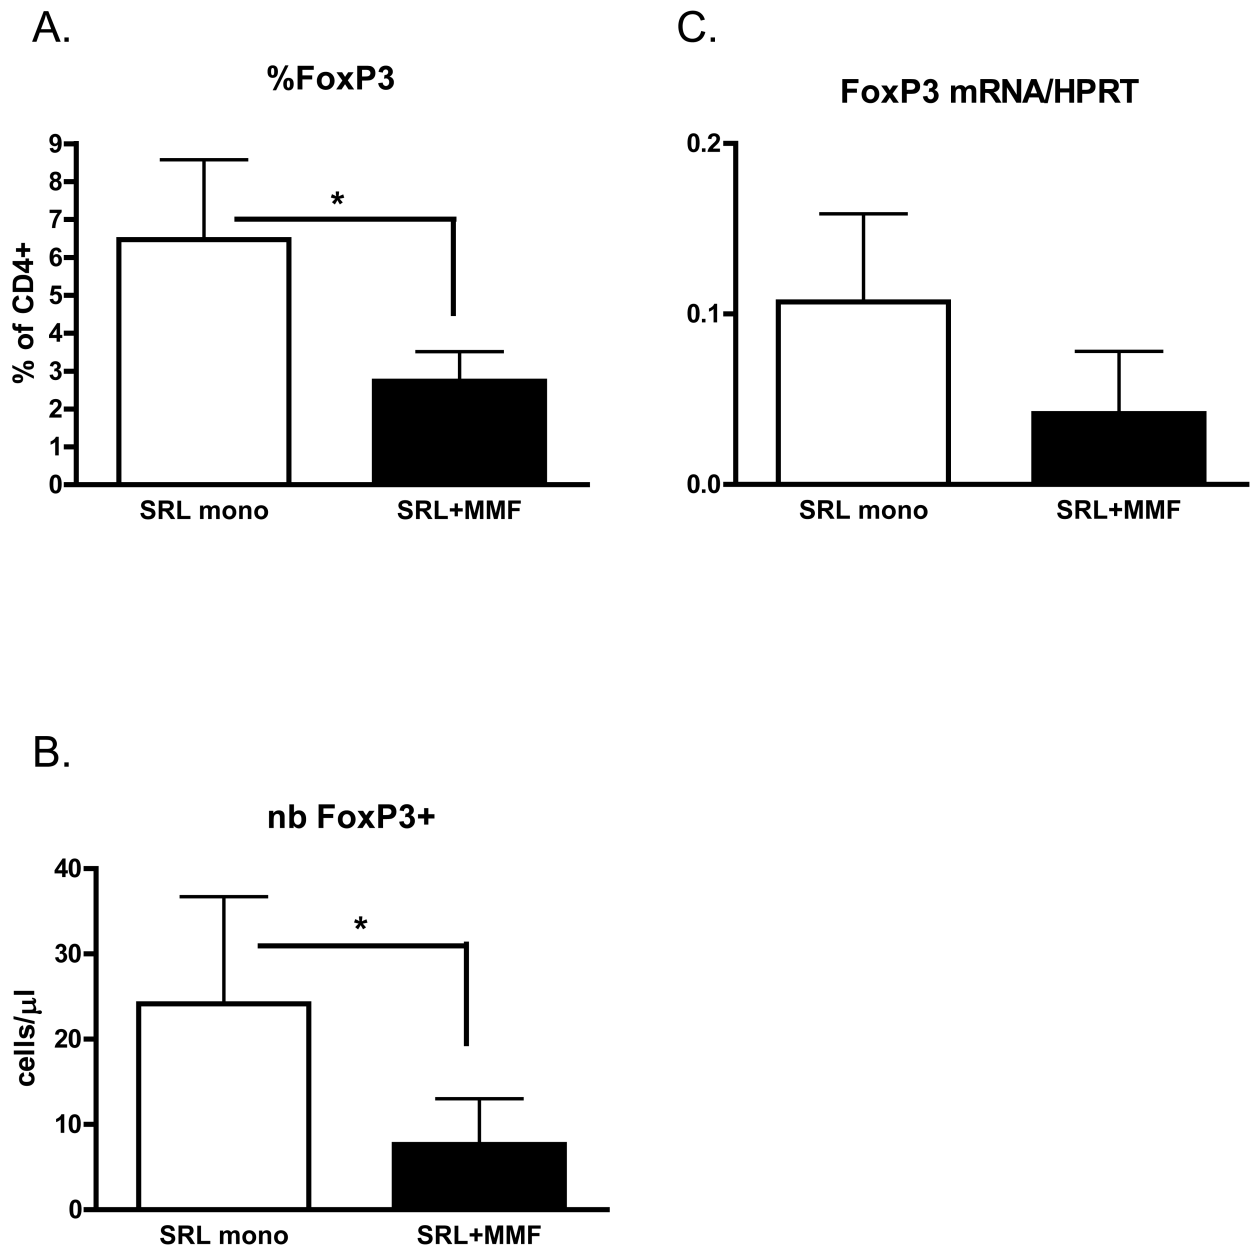 A.
%FoxP3
% of CD4+
9
8
7
6
5
4
3
2
1
0
*
SRL mono
SRL+MMF
C.
FoxP3 mRNA/HPRT
0.2
0.1
0.0
SRL mono
SRL+MMF
B.
nb FoxP3+
cells/μl
40
30
20
10
0
*
SRL mono
SRL+MMF